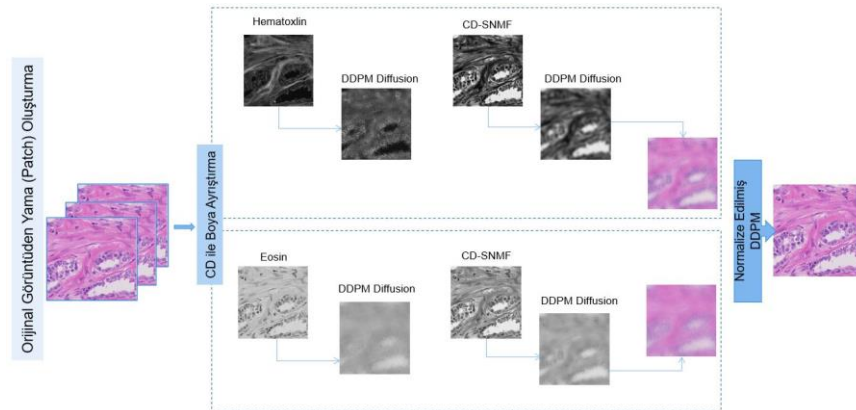 Orijinal Görüntüden Yama (Patch) Oluşturma
CD ile Boya Ayrıştırma
Hematoxlin
DDPM Diffusion
CD-SNMF
DDPM Diffusion
Eosin
DDPM Diffusion
CD-SNMF
DDPM Diffusion
Normalize Edilmiş
DDPM